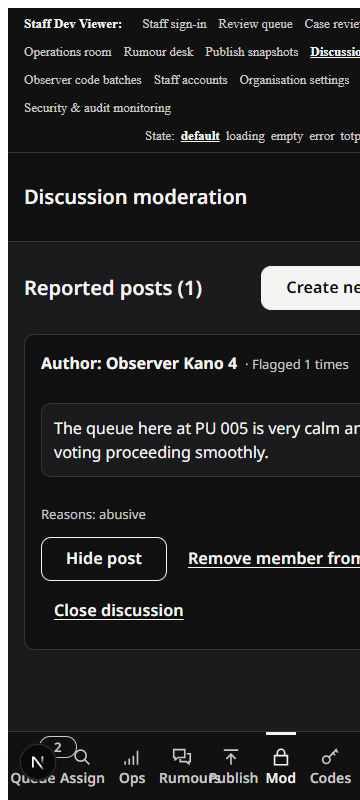 Staff Dev Viewer: Staff sign-in Review queue Case revie
Operations room Rumour desk Publish snapshots Discussio
Observer code batches Staff accounts Organisation settings
Security & audit monitoring
State: default loading empty error totp
Discussion moderation
Reported posts (1) Create ne
Author: Observer Kano 4 · Flagged 1 times
The queue here at PU 005 is very calm an
voting proceeding smoothly.
Reasons: abusive
Hide post Remove member from
Close discussion
2
N
Queue Assign Ops Rumours Publish Mod Codes